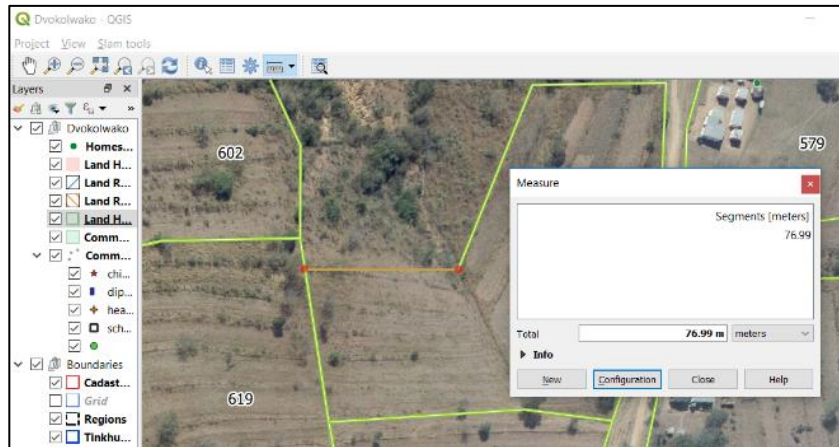 Dvokolwako - QGIS
Project View Slam tools
Layers
Dvokolwako
Homes...
Land H...
Land R...
Land R...
Land H...
Comm...
Comm...
chi...
dip...
hea...
sch...
Boundaries
Cadast...
Grid
Regions
Tinkhu...
602
579
619
Measure
Segments [meters]
76.99
Total 76.99 m meters
Info
New Configuration Close Help